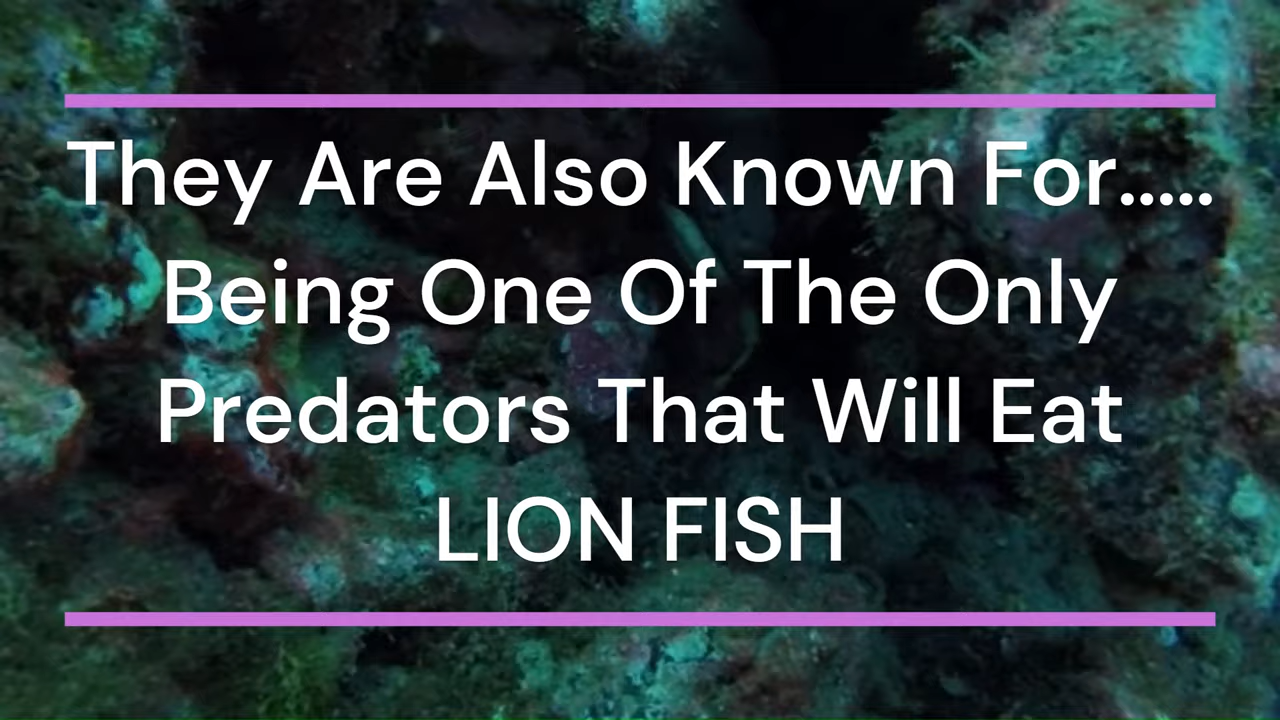 They Are Also Known For.....
Being One Of The Only
Predators That Will Eat
LION FISH